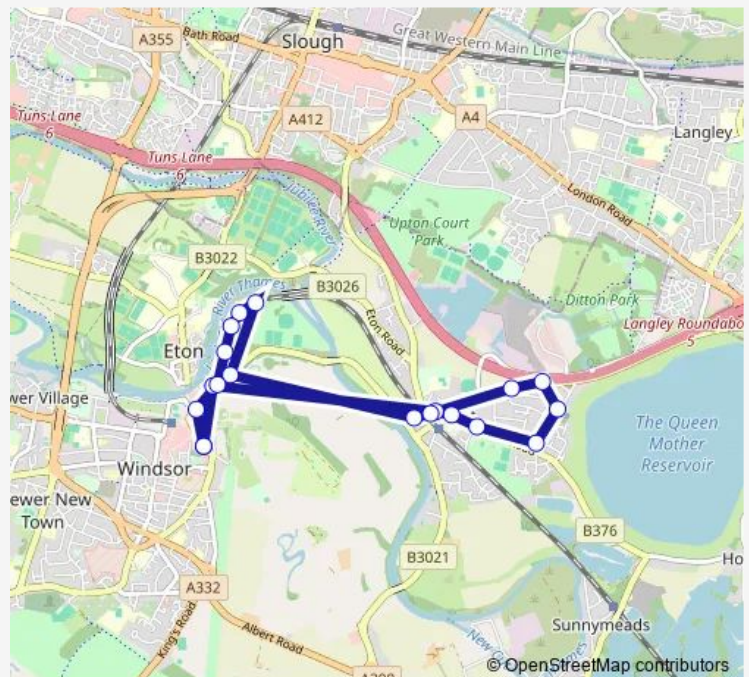 A355
Bath Road
Slough
Great Western Main Line
A412
A4
Tuns Lane
6
Langley
Tuns Lane
6
London Road
Jubilee River
Upton Court
Park
B3022
Ditton Park
River Thames
B3026
Eton Road
Langley Roundabo
5
Eton
wer Village
The Queen
Mother
Reservoir
Windsor
ewer New
Town
B376
B3021
Ho
A332
King's Road
Sunnymeads
Albert Road
© OpenStreetMap contributors